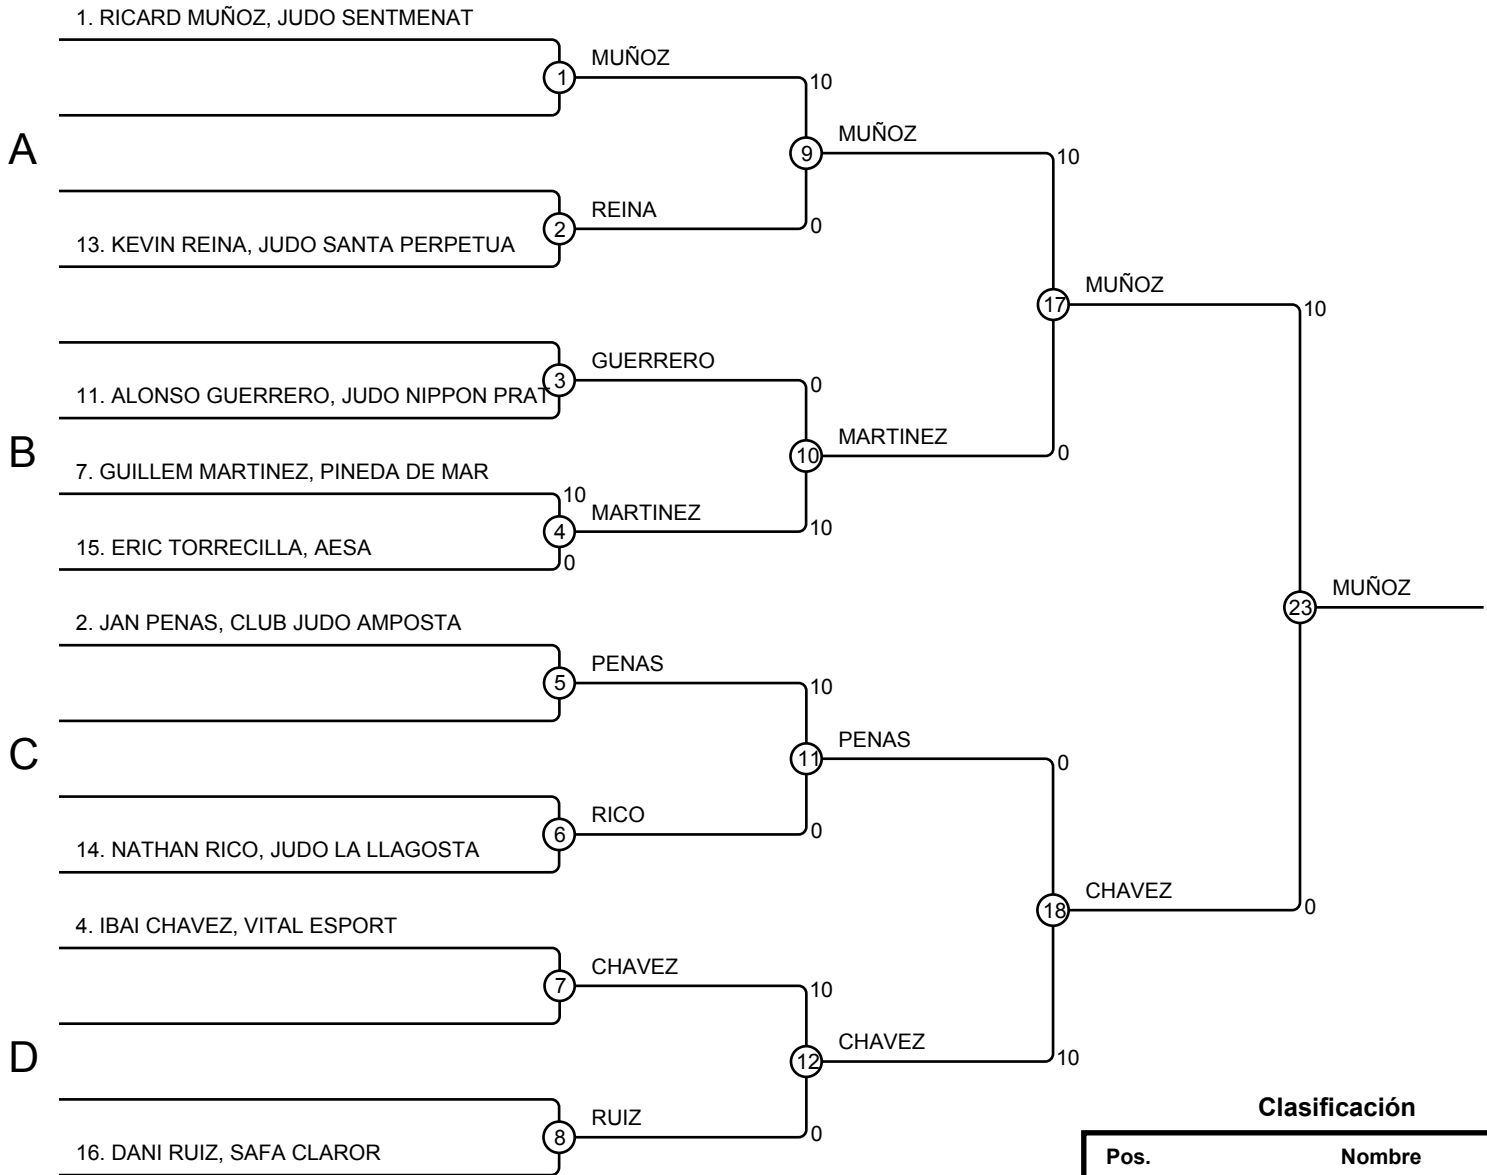 1. RICARD MUÑOZ, JUDO SENTMENAT
MUÑOZ
1
10
A
MUÑOZ
9
10
REINA
2
0
13. KEVIN REINA, JUDO SANTA PERPETUA
MUÑOZ
17
10
GUERRERO
3
0
11. ALONSO GUERRERO, JUDO NIPPON PRAT
B
MARTINEZ
10
0
7. GUILLEM MARTINEZ, PINEDA DE MAR
10
MARTINEZ
4
10
15. ERIC TORRECILLA, AESA
0
MUÑOZ
23
2. JAN PENAS, CLUB JUDO AMPOSTA
PENAS
5
10
C
PENAS
11
0
RICO
6
0
14. NATHAN RICO, JUDO LA LLAGOSTA
CHAVEZ
18
0
4. IBAI CHAVEZ, VITAL ESPORT
CHAVEZ
7
10
D
CHAVEZ
12
10
RUIZ
8
0
16. DANI RUIZ, SAFA CLAROR
Clasificación
Pos. Nombre